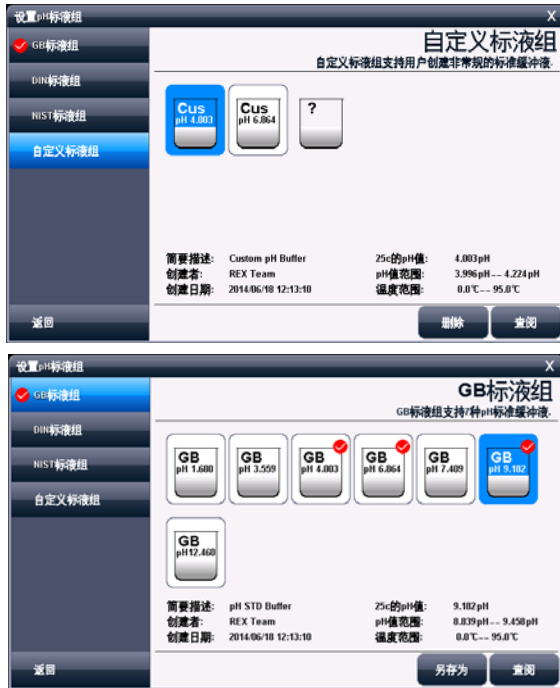 设置pH标液组 X
GB标液组
DIN标液组
NIST标液组
自定义标液组
返回
自定义标液组
自定义标液组支持用户创建非常规的标准缓冲液.
Cus pH 4.003
Cus pH 6.864
?
简要描述: Custom pH Buffer 25c的pH值: 4.003pH
创建者: REX Team pH值范围: 3.996pH-- 4.224pH
创建日期: 2014/06/18 12:13:10 温度范围: 0.0℃-- 95.0℃
删除 查阅
设置pH标液组 X
GB标液组
DIN标液组
NIST标液组
自定义标液组
返回
GB标液组
GB标液组支持7种pH标准缓冲液.
GB pH 1.680
GB pH 3.559
GB pH 4.003
GB pH 6.864
GB pH 7.409
GB pH 9.182
GB pH12.460
简要描述: pH STD Buffer 25c的pH值: 9.182pH
创建者: REX Team pH值范围: 8.839pH-- 9.458pH
创建日期: 2014/06/18 12:13:10 温度范围: 0.0℃-- 95.0℃
另存为 查阅